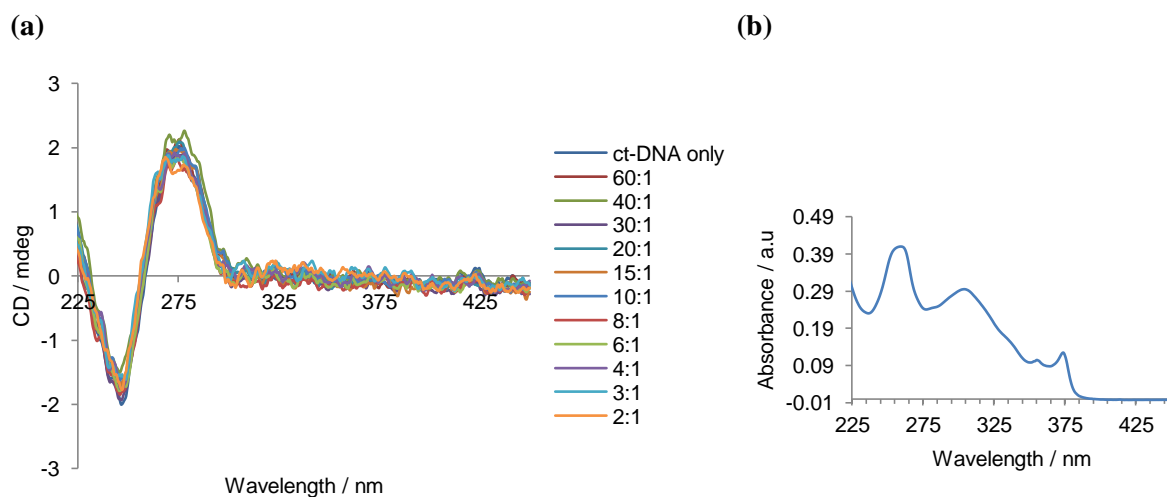 (a)
3
2
1
0
-1
-2
-3
225 275 325 375 425
CD / mdeg
Wavelength / nm
ct-DNA only
60:1
40:1
30:1
20:1
15:1
10:1
8:1
6:1
4:1
3:1
2:1
(b)
0.49
0.39
0.29
0.19
0.09
-0.01
225 275 325 375 425
Absorbance / a.u
Wavelength / nm